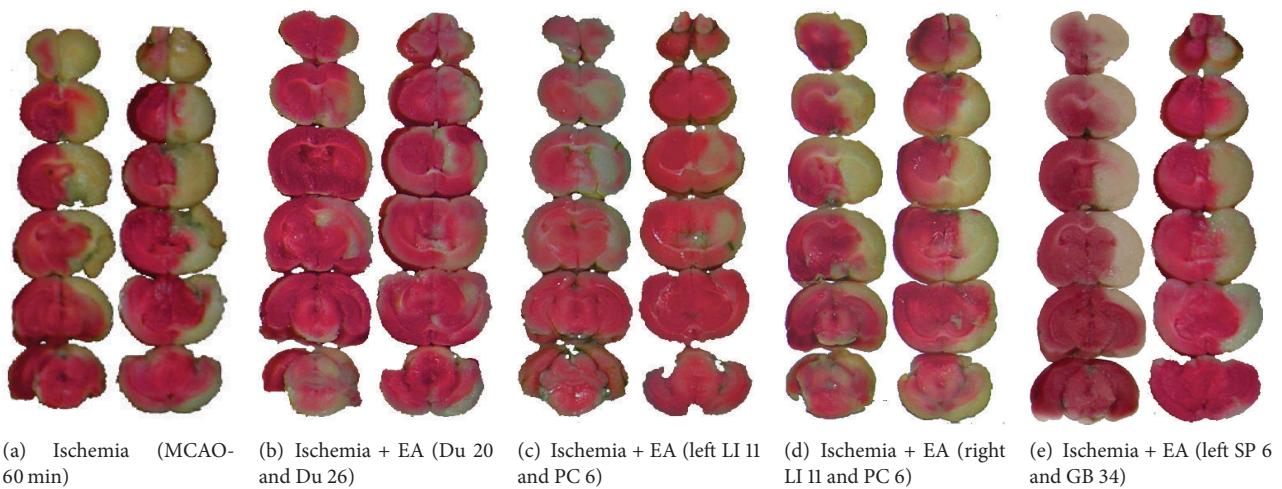 (a) Ischemia (MCAO-
60 min)
(b) Ischemia + EA (Du 20
and Du 26)
(c) Ischemia + EA (left LI 11
and PC 6)
(d) Ischemia + EA (right
LI 11 and PC 6)
(e) Ischemia + EA (left SP 6
and GB 34)